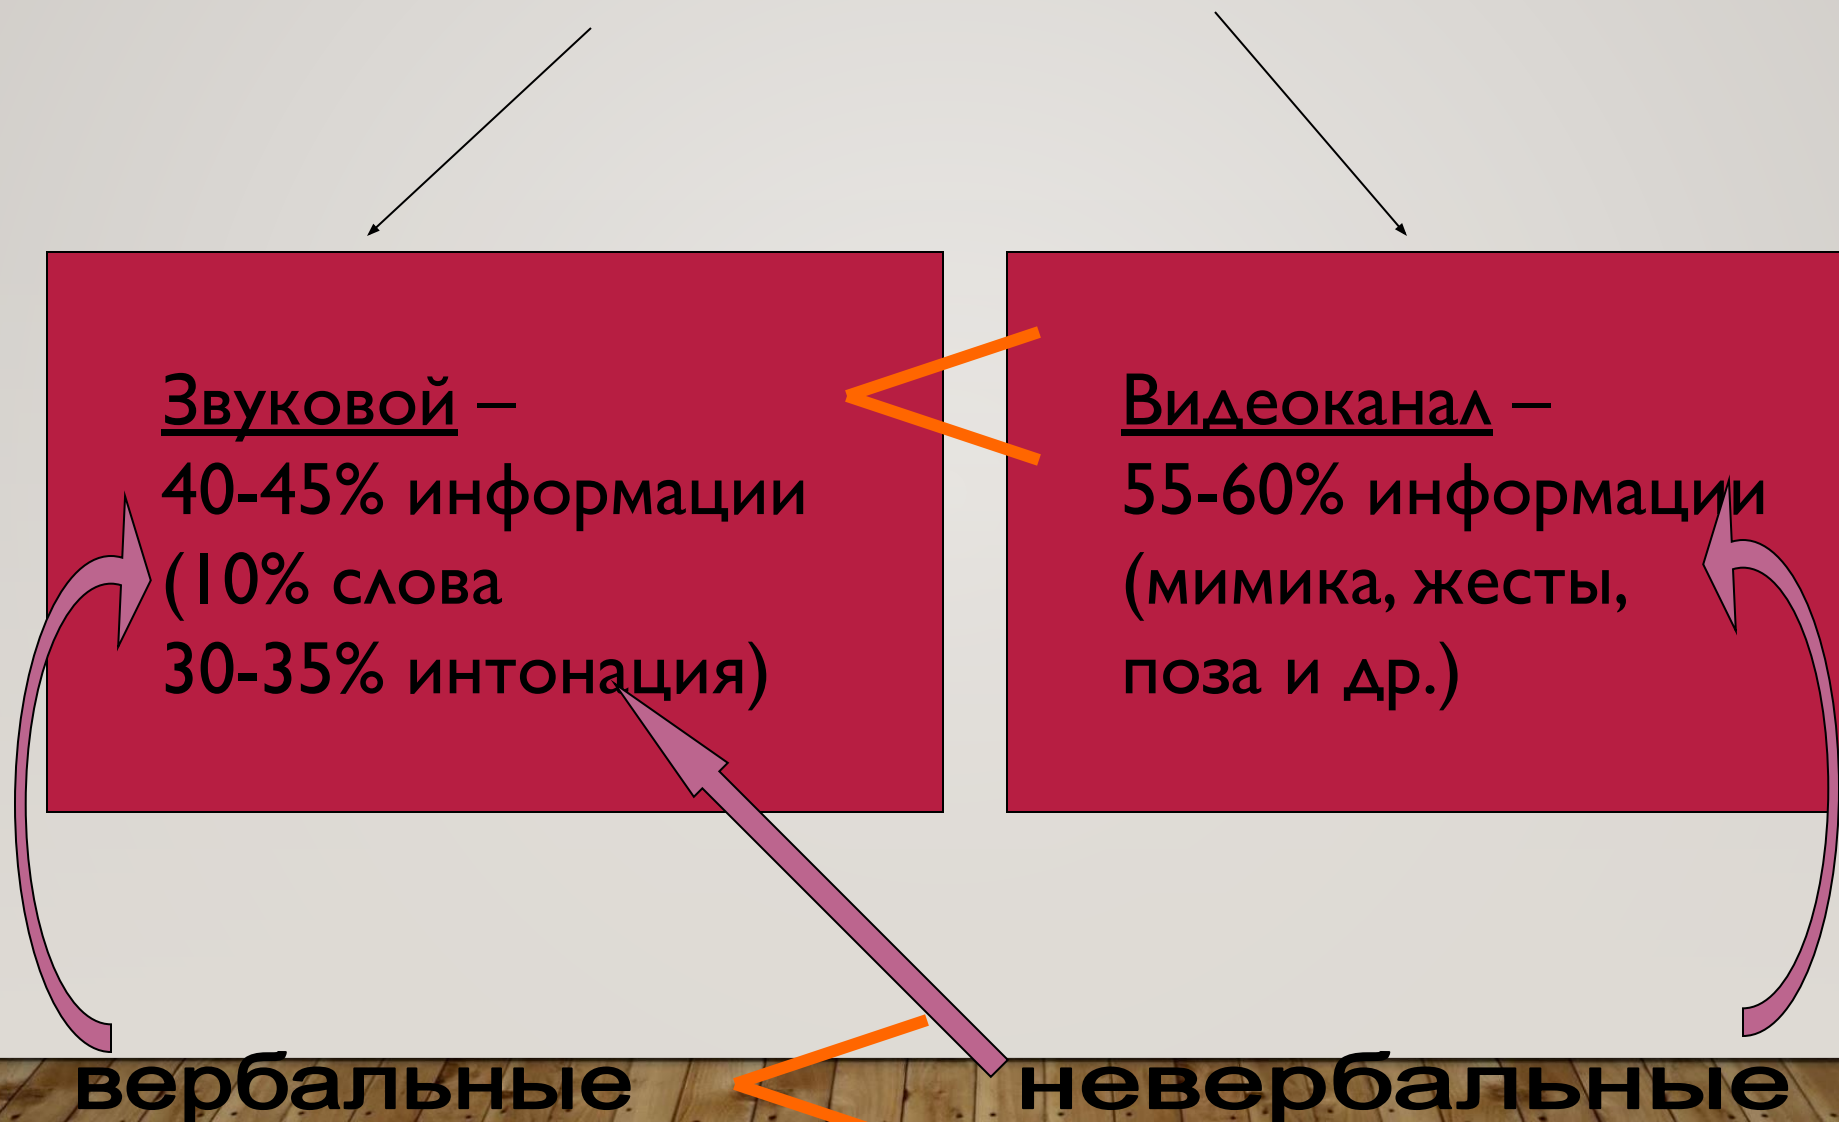 Звуковой –
40-45% информации
(10% слова
30-35% интонация)
Видеоканал –
55-60% информации
(мимика, жесты,
поза и др.)
вербальные
невербальные